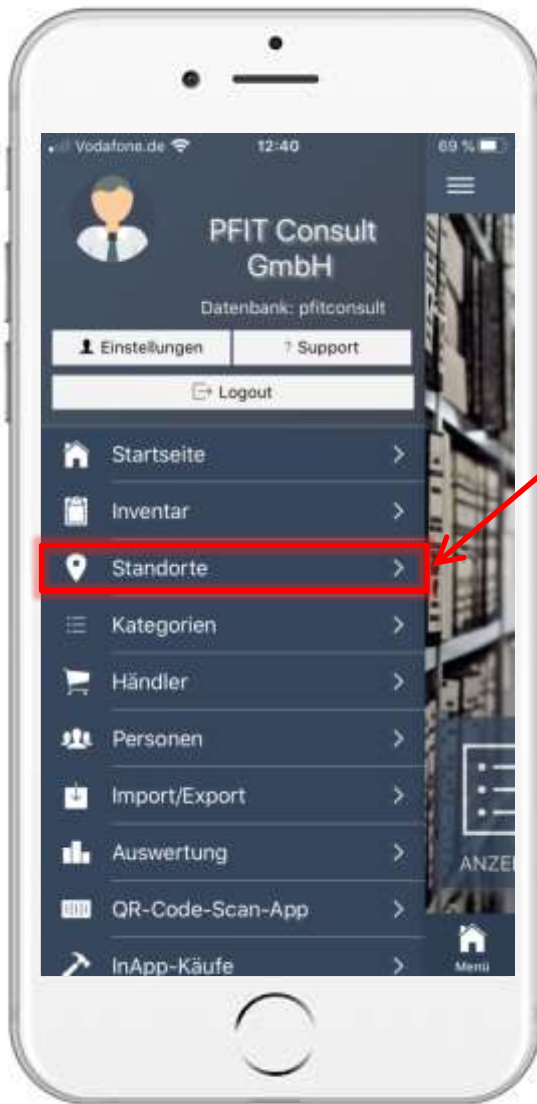 Vodafone.de 12:40 69 %
PFIT Consult
GmbH
Datenbank: pfitconsult
Einstellungen ? Support
Logout
Startseite
Inventar
Standorte
Kategorien
Händler
Personen
Import/Export
Auswertung
ANZEI
QR-Code-Scan-App
InApp-Käufe
Menü